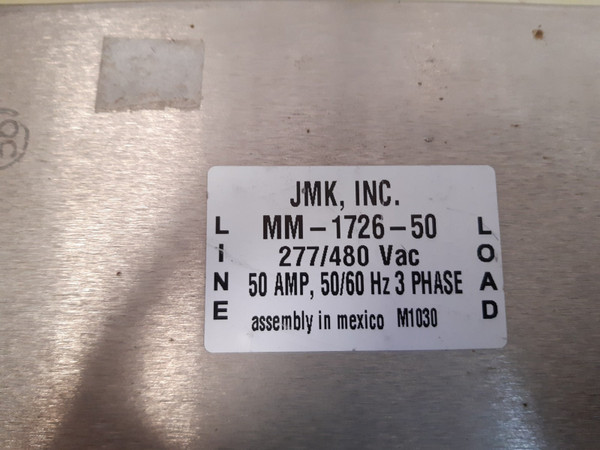 JMK, INC.
MM-1726-50
277/480 Vac
50 AMP, 50/60 Hz 3 PHASE
assembly in mexico M1030
LINE
LOAD